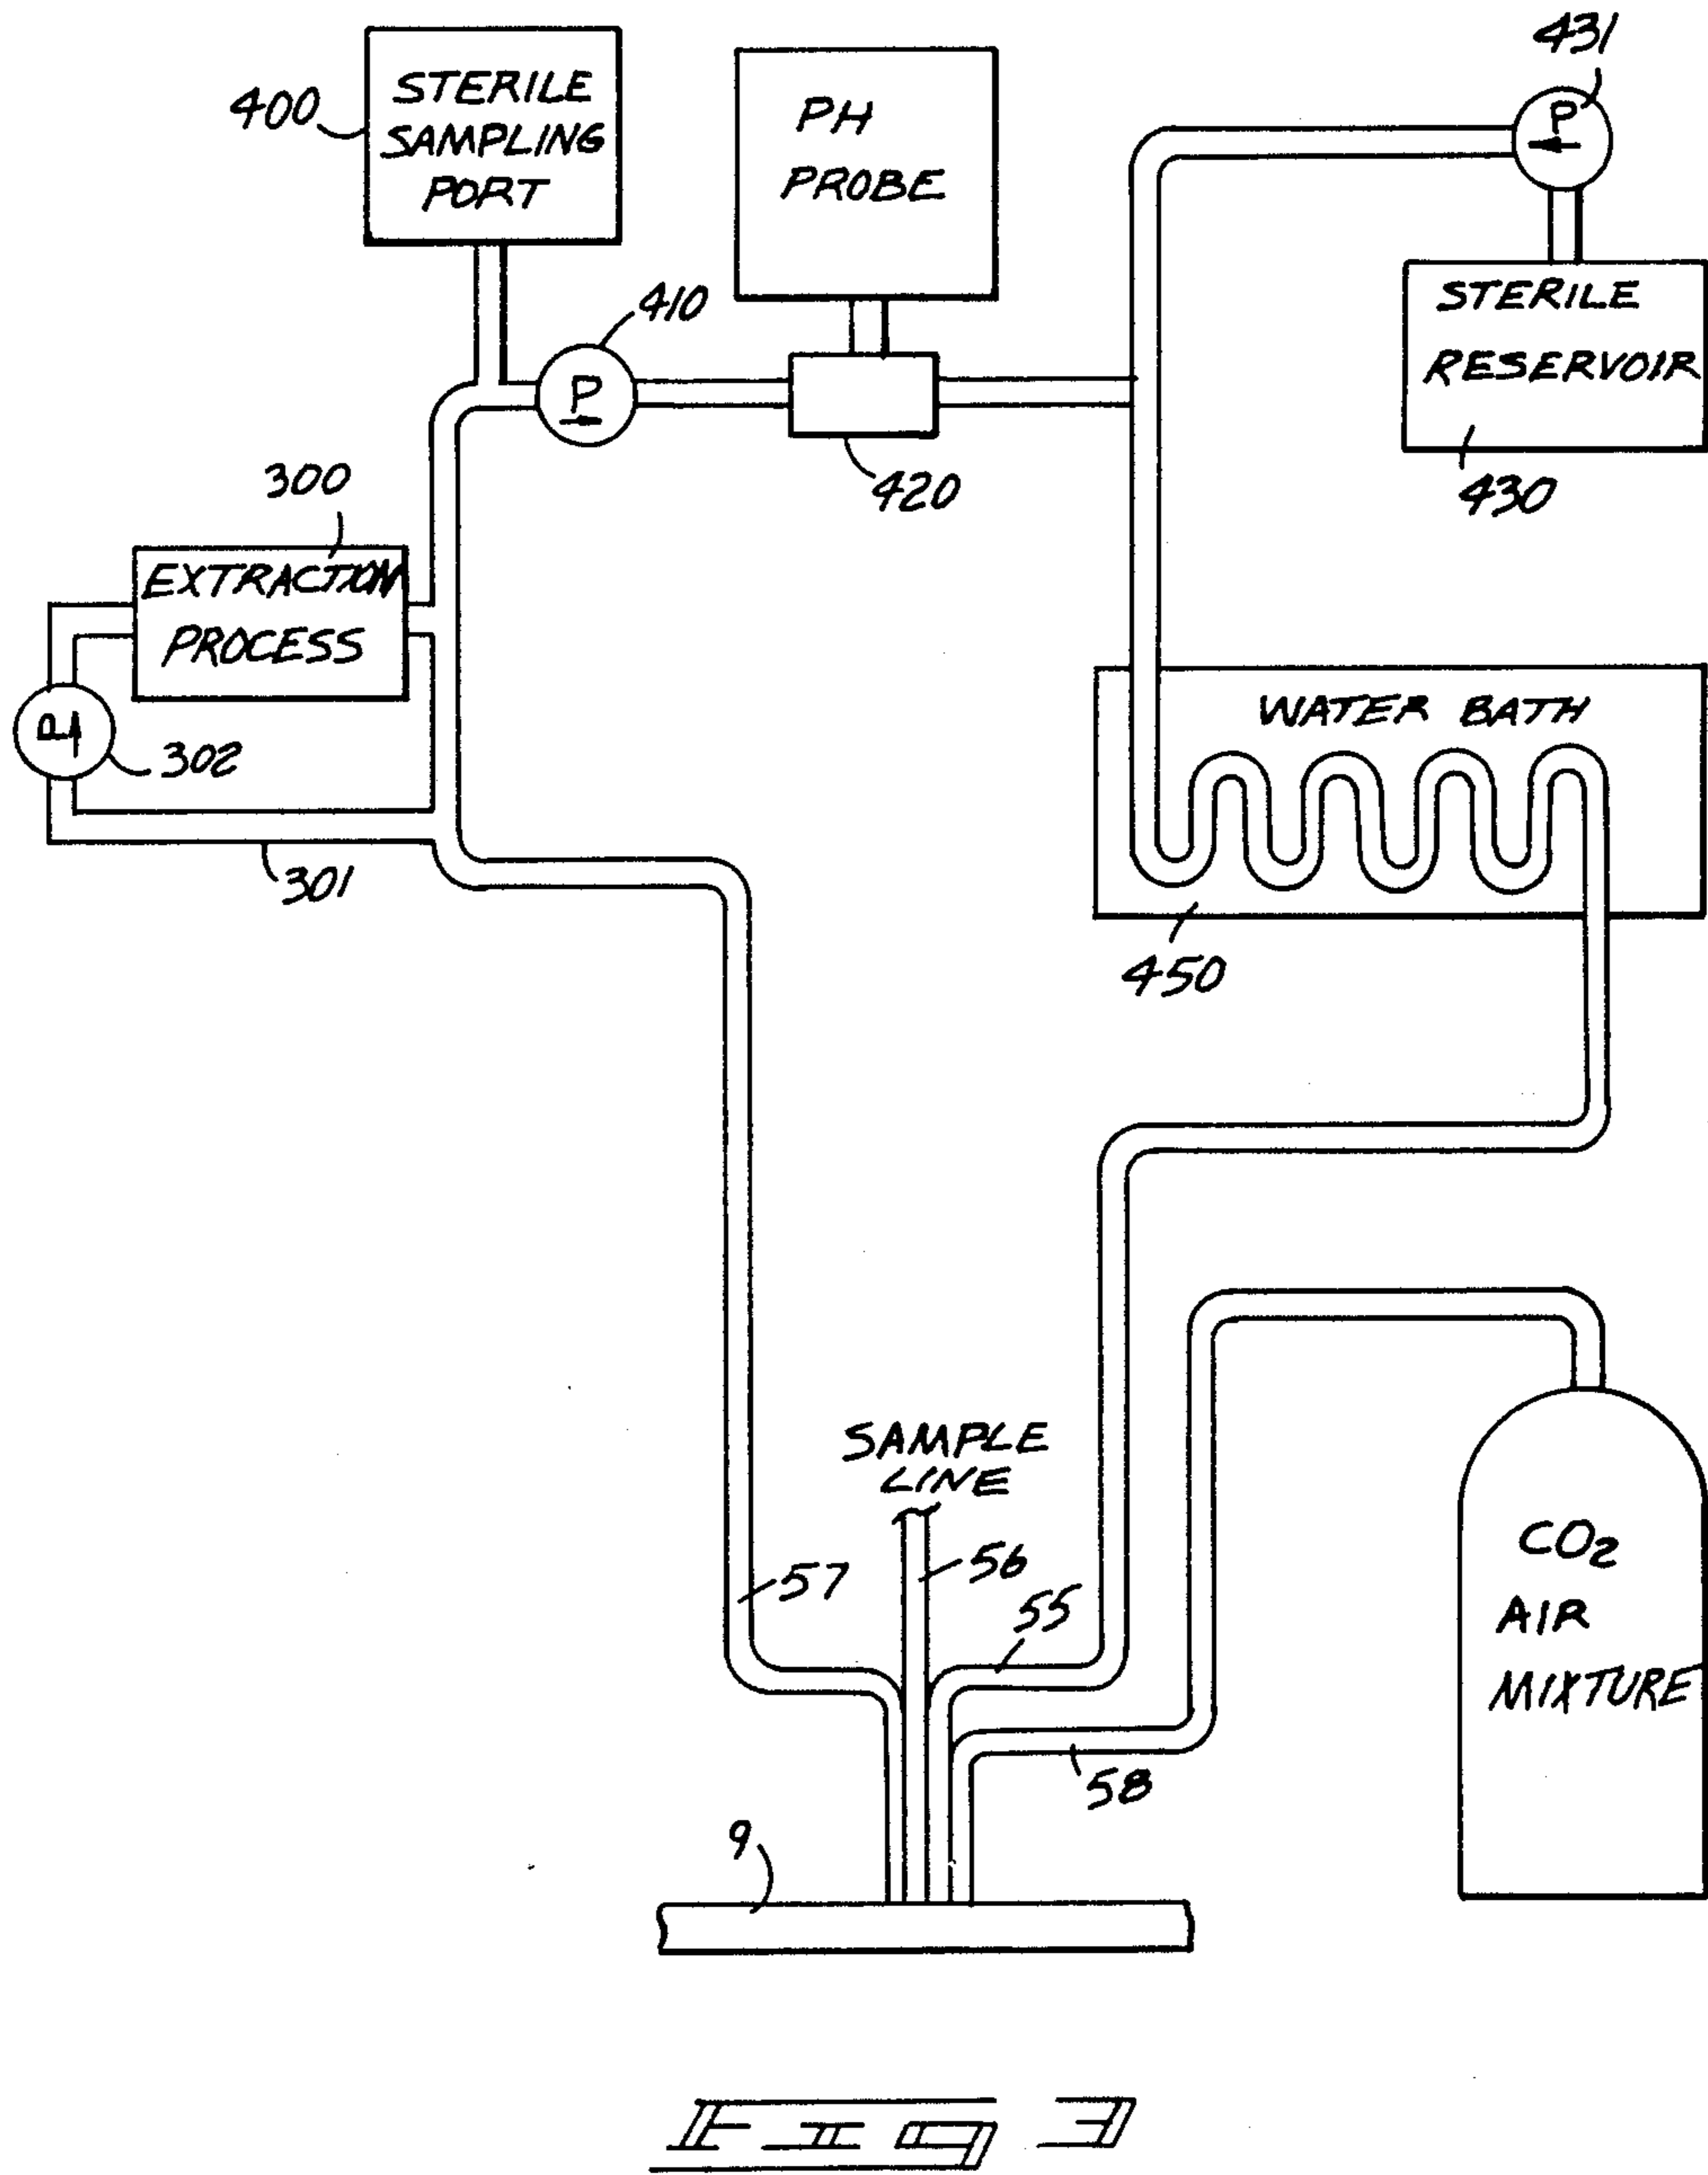 431
400
STERILE
SAMPLING
PORT
PH
PROBE
P
410
STERILE
RESERVOIR
P
420
430
300
EXTRACTION
PROCESS
WATER BATH
P
302
301
450
SAMPLE
LINE
CO2
AIR
MIXTURE
57
56
55
58
9
FIG 3